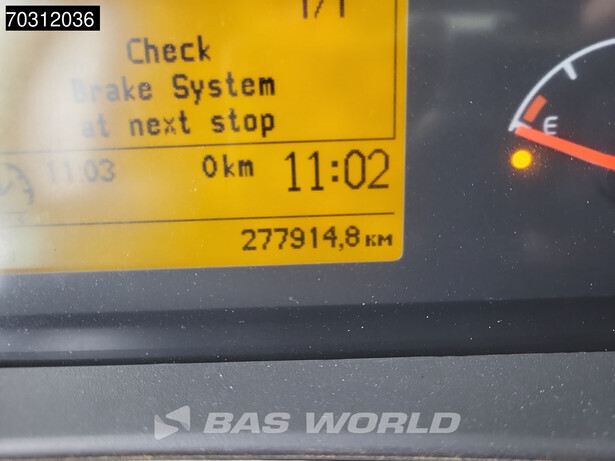 70312036
1/1
Check
Brake System
at next stop
11:03 0km 11:02
277914,8км
E
BAS WORLD